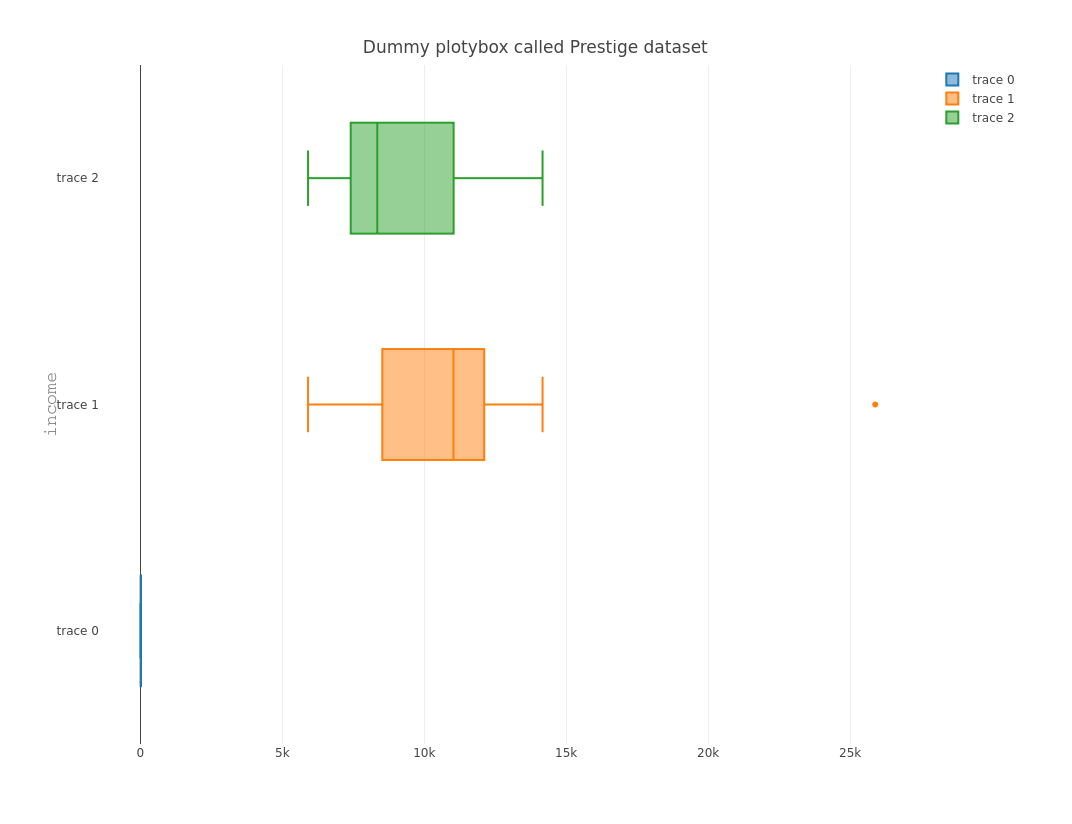 Dummy plotybox called Prestige dataset
trace 0
trace 1
trace 2
trace 2
trace 1
trace 0
income
0
5k
10k
15k
20k
25k